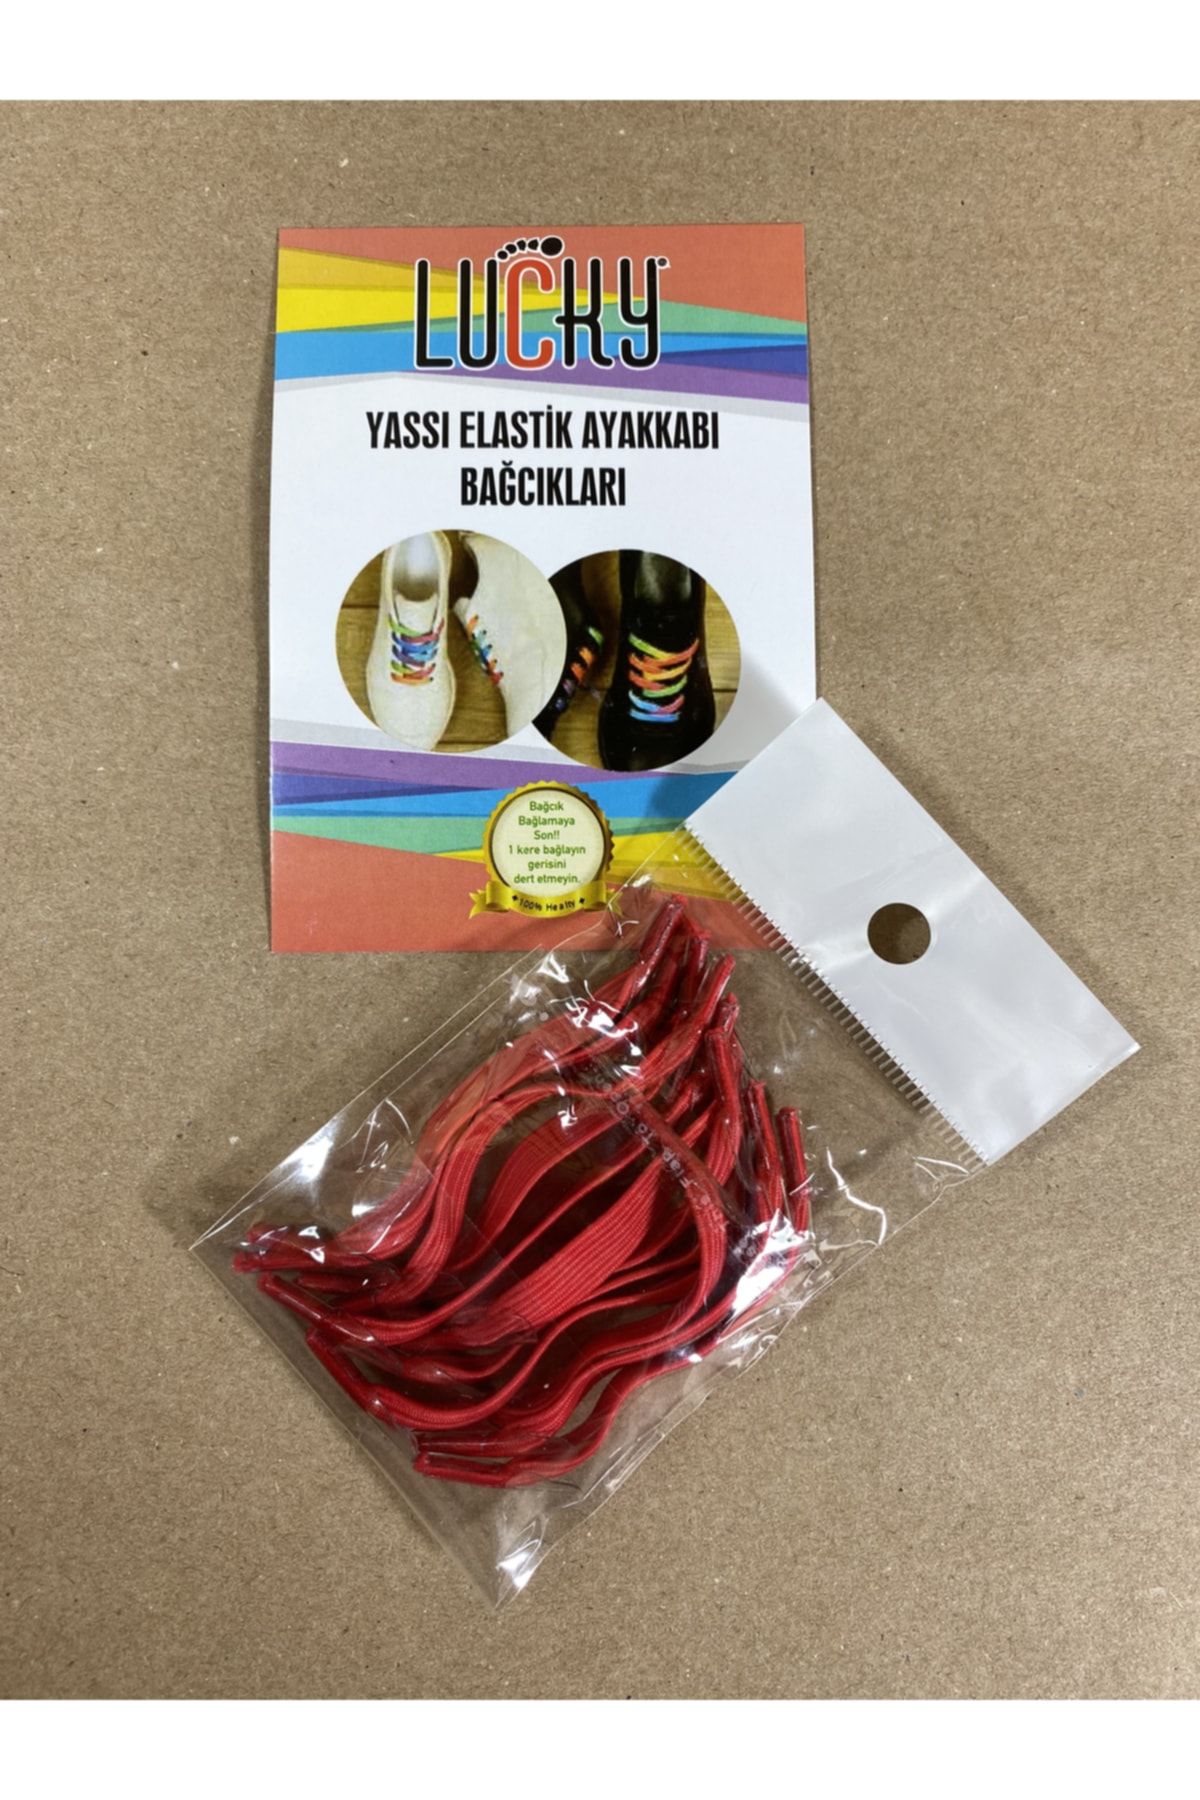 LUCKY
YASSI ELASTİK AYAKKABI
BAĞCIKLARI
Bağcık
Bağlamaya
Son!!
1 kere bağlayın
gerisini
dert etmeyin.
100% Healty